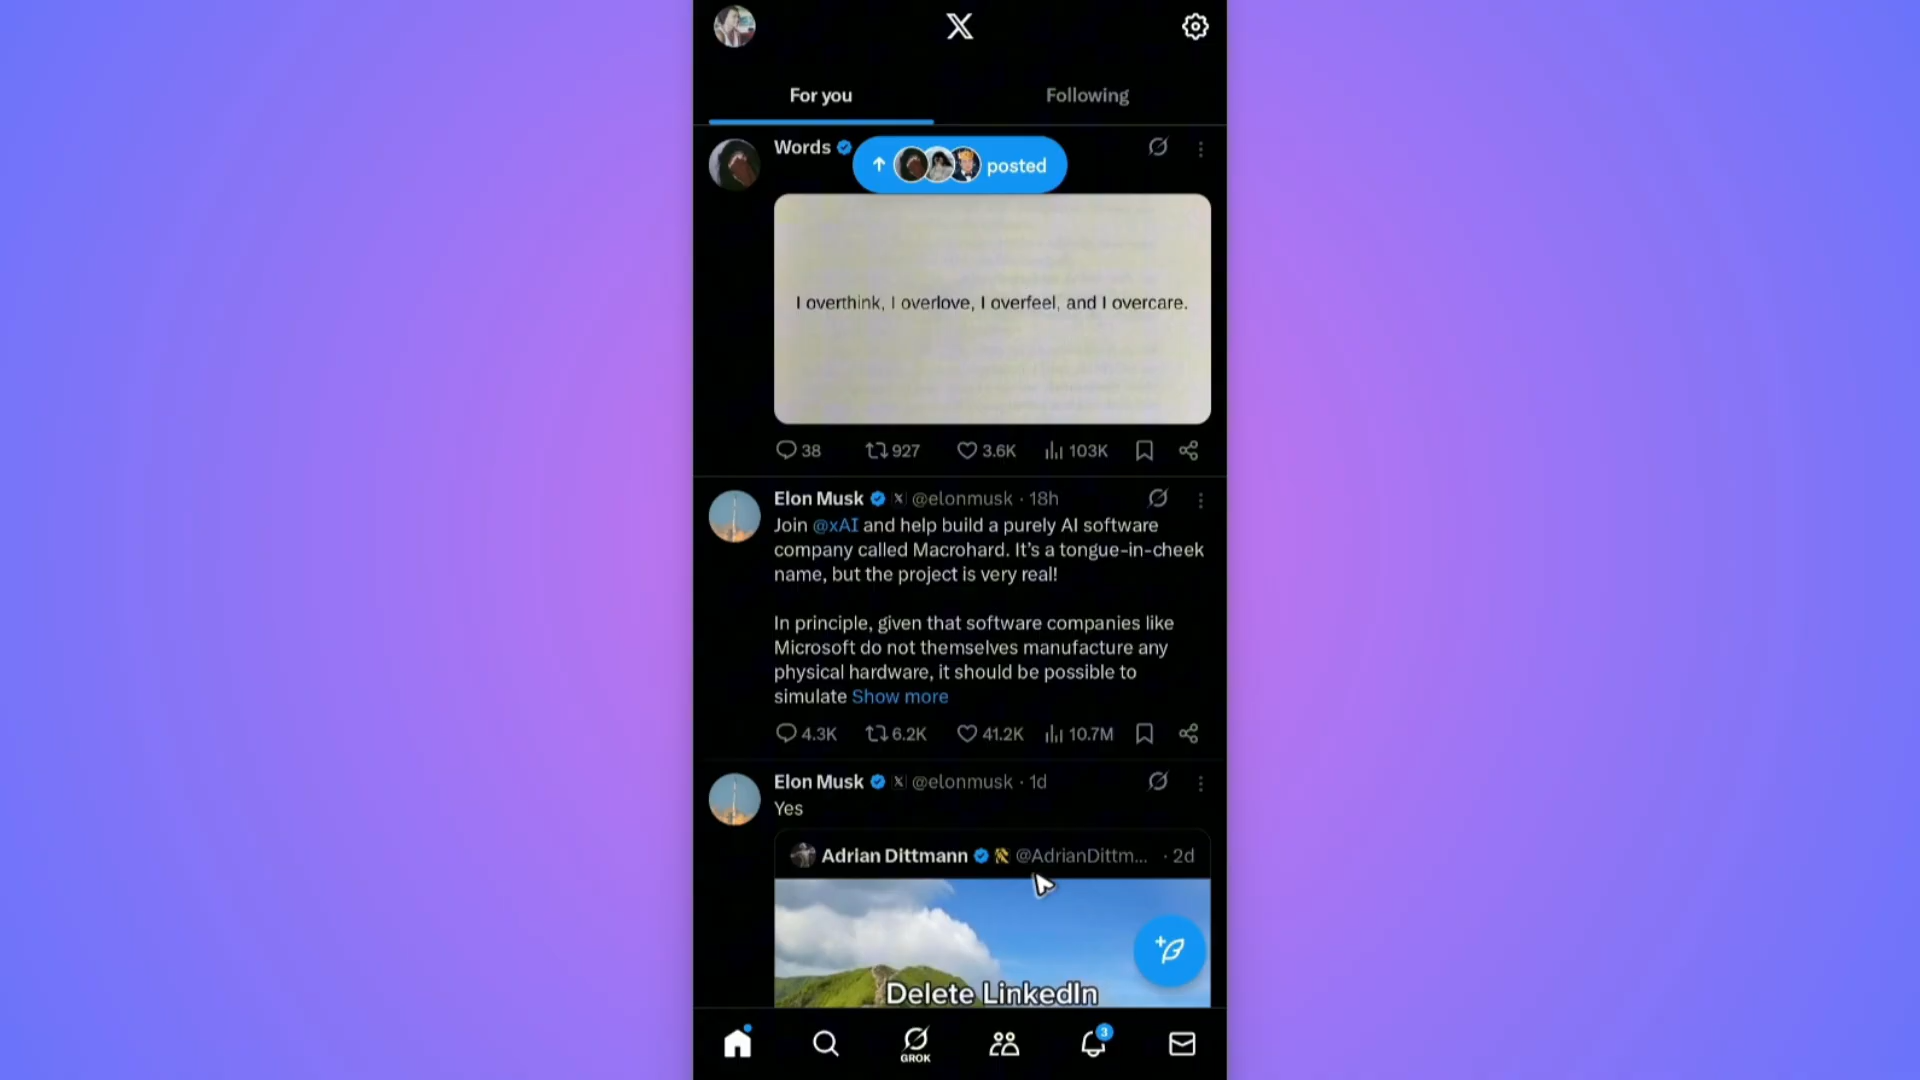 For you
Following
Words
posted
I overthink, I overlove, I overfeel, and I overcare.
38 927 3.6K 103K
Elon Musk @elonmusk · 18h
Join @xAI and help build a purely AI software
company called Macrohard. It's a tongue-in-cheek
name, but the project is very real!
In principle, given that software companies like
Microsoft do not themselves manufacture any
physical hardware, it should be possible to
simulate Show more
4.3K 6.2K 41.2K 10.7M
Elon Musk @elonmusk · 1d
Yes
Adrian Dittmann @AdrianDittm... · 2d
Delete LinkedIn
GROK
3